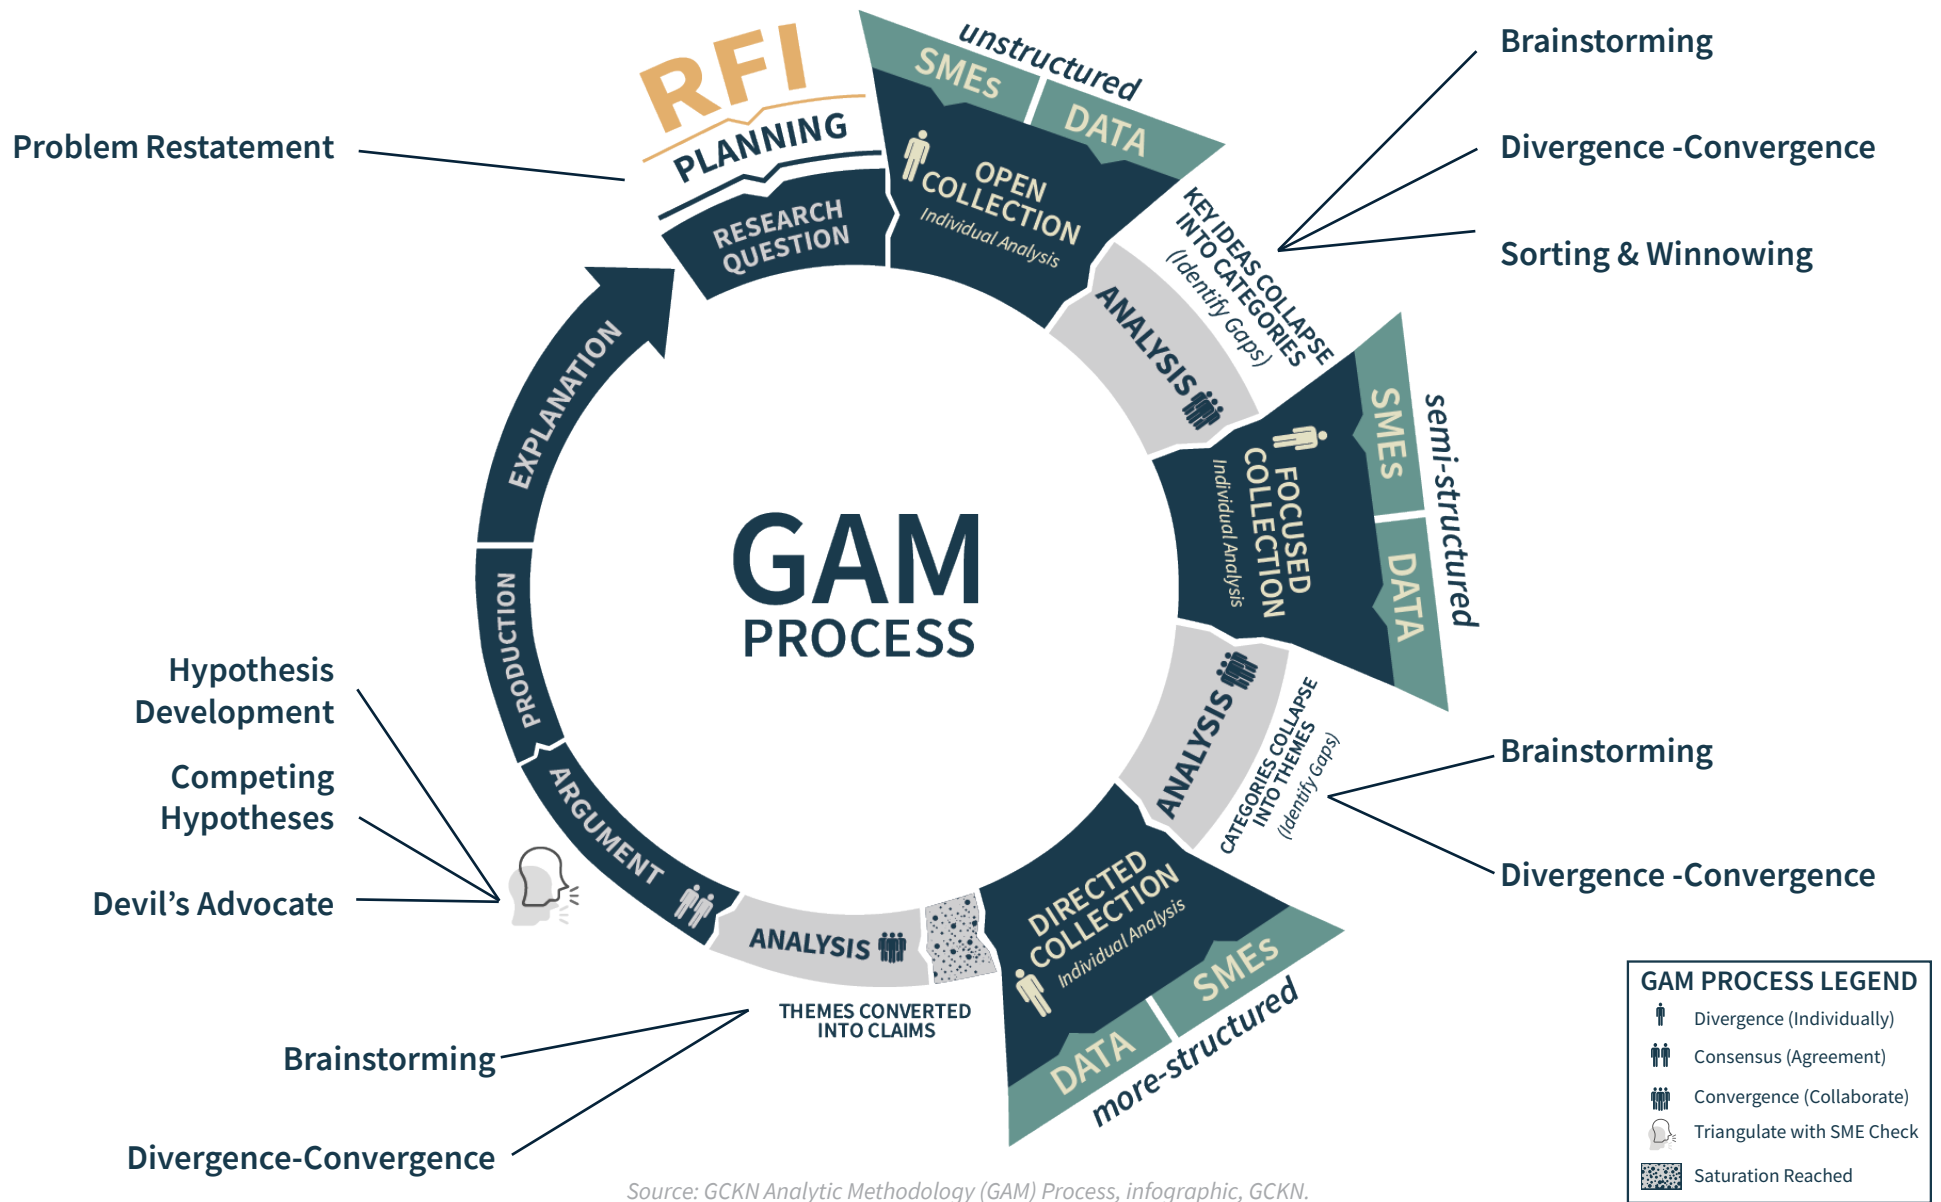 RFI
PLANNING
RESEARCH
QUESTION
Problem Restatement
unstructured
SMEs
DATA
OPEN
COLLECTION
Individual Analysis
KEY IDEAS COLLAPSE
INTO CATEGORIES
(Identify Gaps)
ANALYSIS
Brainstorming
Divergence -Convergence
Sorting & Winnowing
semi-structured
SMEs
DATA
FOCUSED
COLLECTION
Individual Analysis
ANALYSIS
CATEGORIES COLLAPSE
INTO THEMES
(Identify Gaps)
Brainstorming
Divergence -Convergence
DIRECTED
COLLECTION
Individual Analysis
SMEs
DATA
more-structured
ANALYSIS
THEMES CONVERTED
INTO CLAIMS
Brainstorming
Divergence-Convergence
ARGUMENT
Hypothesis
Development
Competing
Hypotheses
Devil's Advocate
PRODUCTION
EXPLANATION
GAM
PROCESS
GAM PROCESS LEGEND
Divergence (Individually)
Consensus (Agreement)
Convergence (Collaborate)
Triangulate with SME Check
Saturation Reached
Source: GCKN Analytic Methodology (GAM) Process, infographic, GCKN.